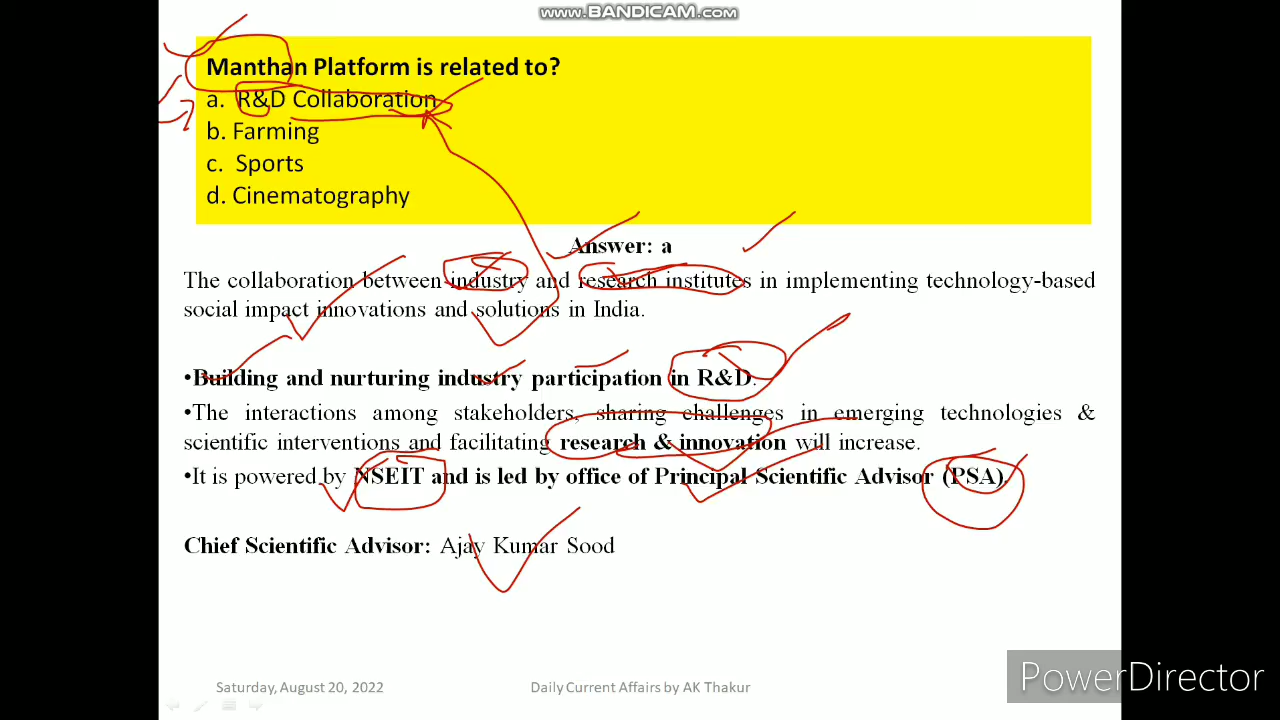 www.BANDICAM.com
Manthan Platform is related to?
a. R&D Collaboration
b. Farming
c. Sports
d. Cinematography
Answer: a
The collaboration between industry and research institutes in implementing technology-based
social impact innovations and solutions in India.
•Building and nurturing industry participation in R&D.
•The interactions among stakeholders, sharing challenges in emerging technologies &
scientific interventions and facilitating research & innovation will increase.
•It is powered by NSEIT and is led by office of Principal Scientific Advisor (PSA).
Chief Scientific Advisor: Ajay Kumar Sood
Saturday, August 20, 2022
Daily Current Affairs by AK Thakur
PowerDirector